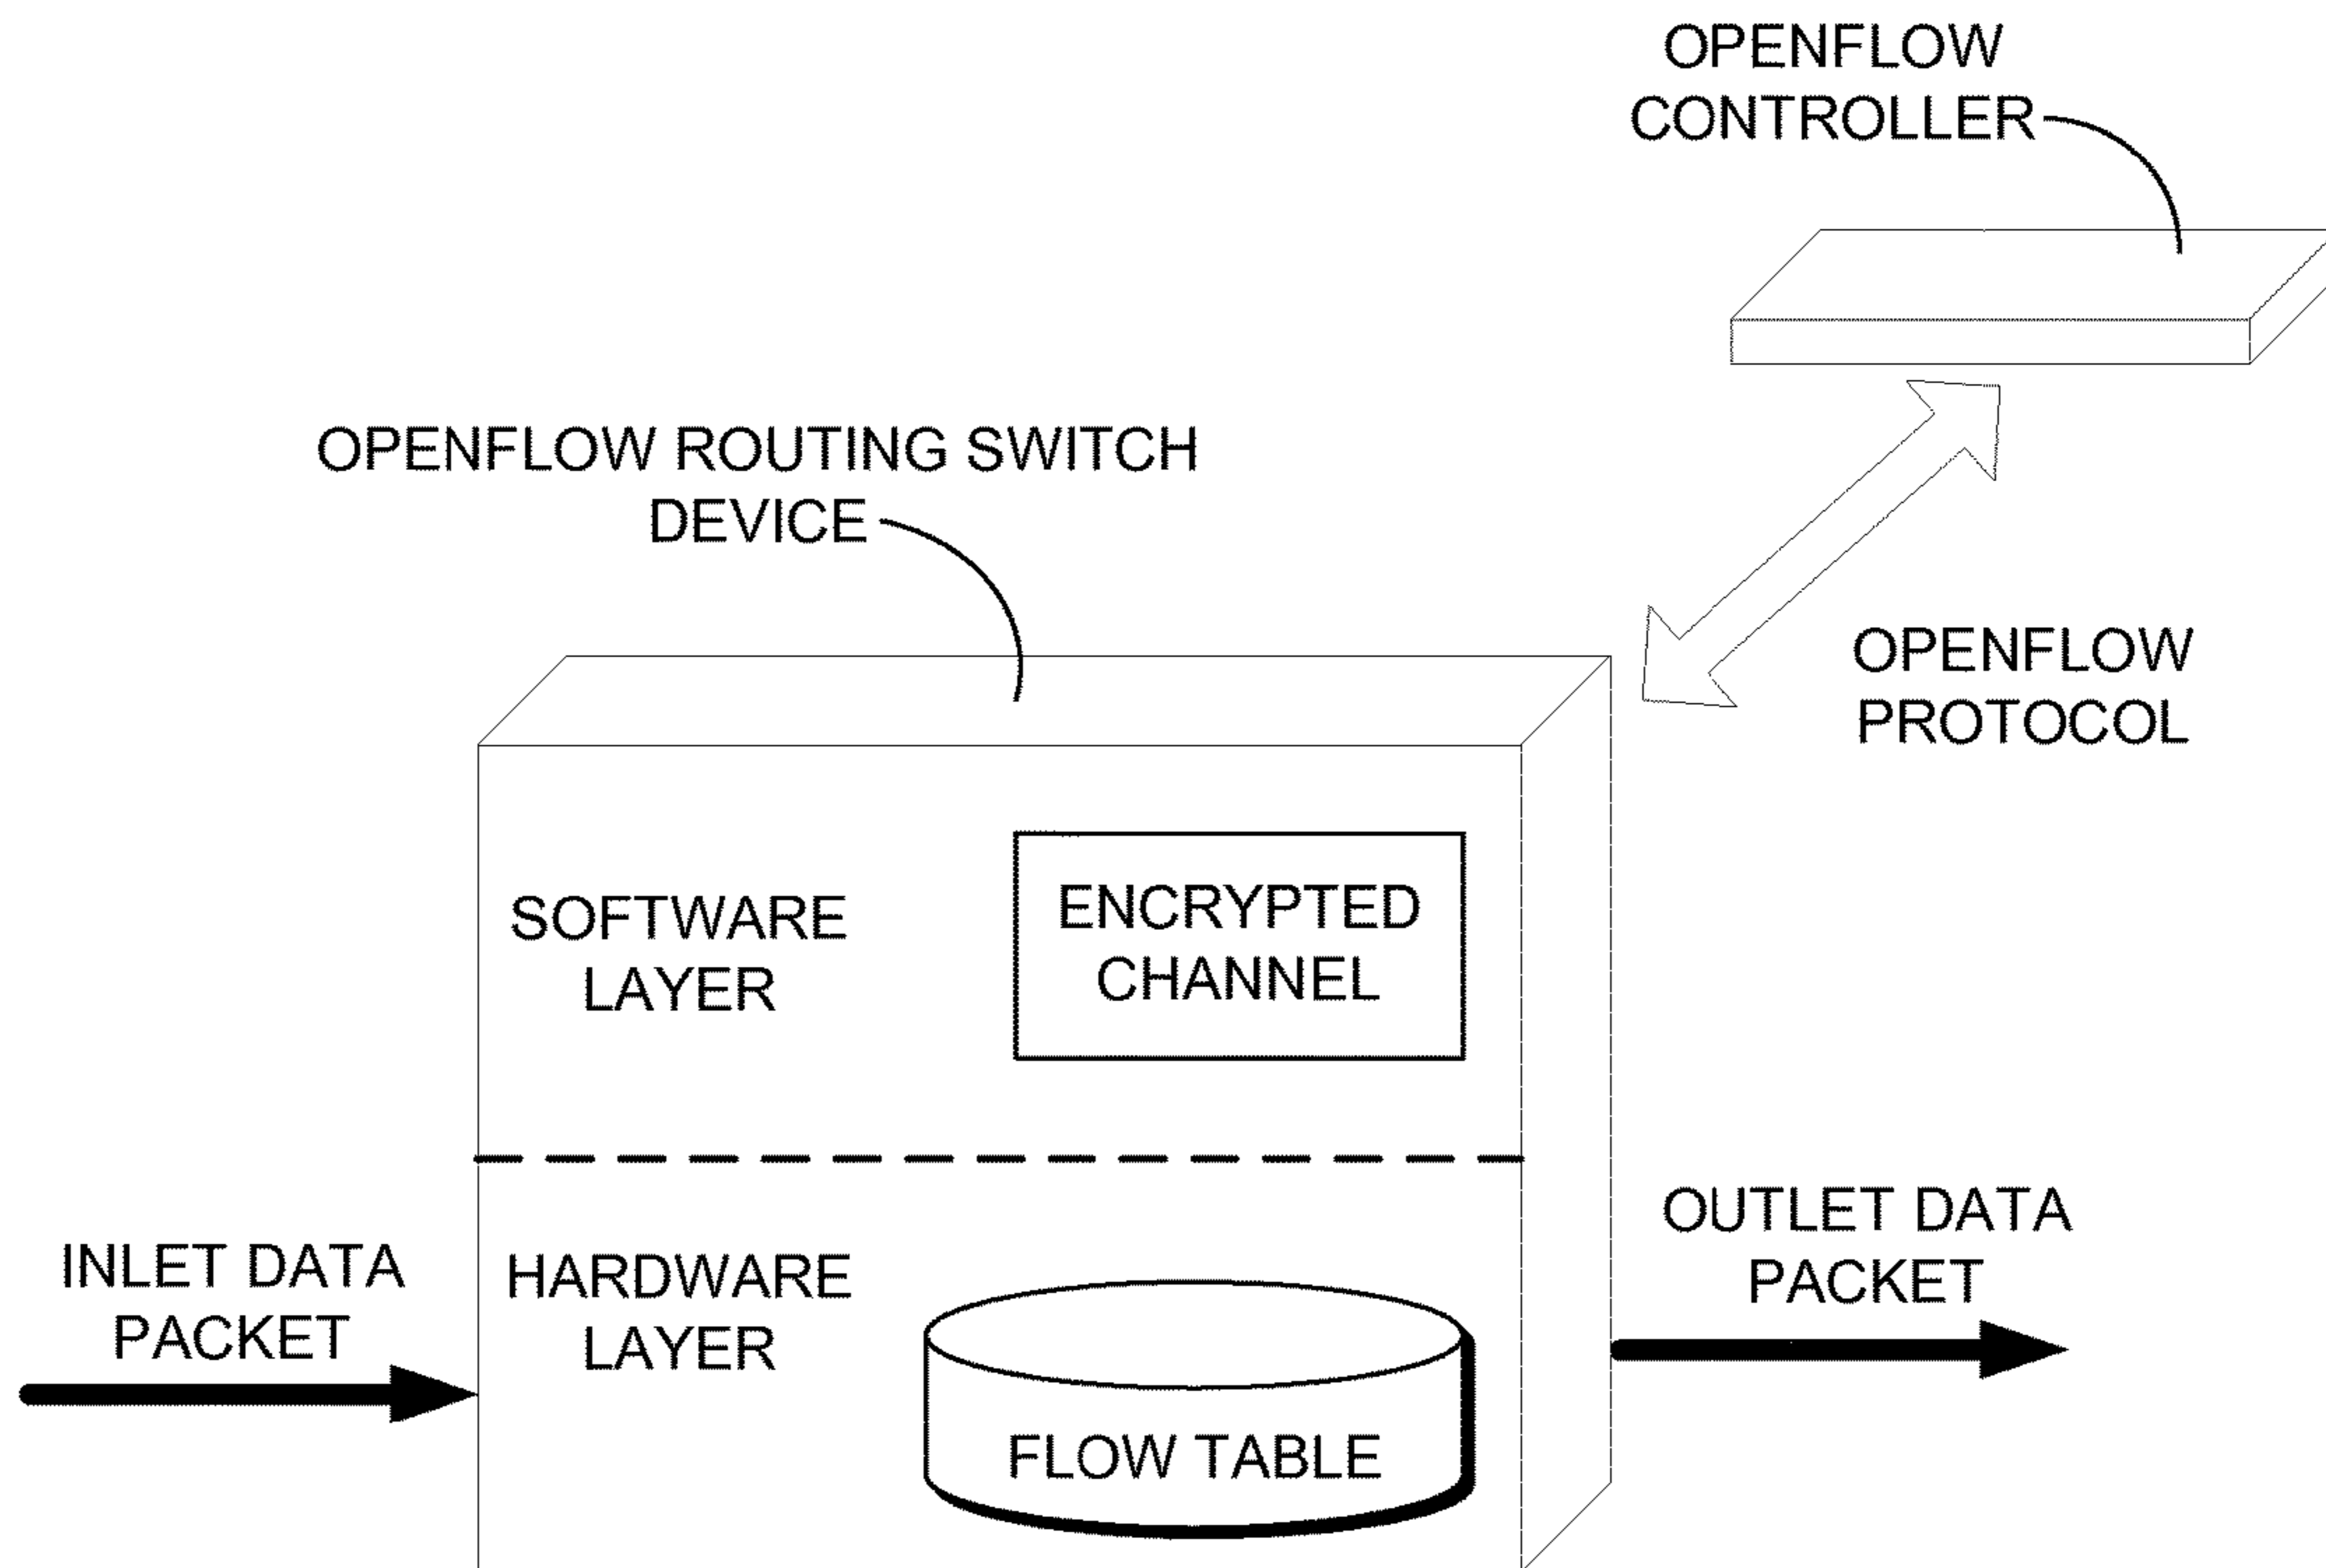 OPENFLOW
CONTROLLER
OPENFLOW ROUTING SWITCH
DEVICE
OPENFLOW
PROTOCOL
SOFTWARE
LAYER
ENCRYPTED
CHANNEL
INLET DATA
PACKET
HARDWARE
LAYER
FLOW TABLE
OUTLET DATA
PACKET